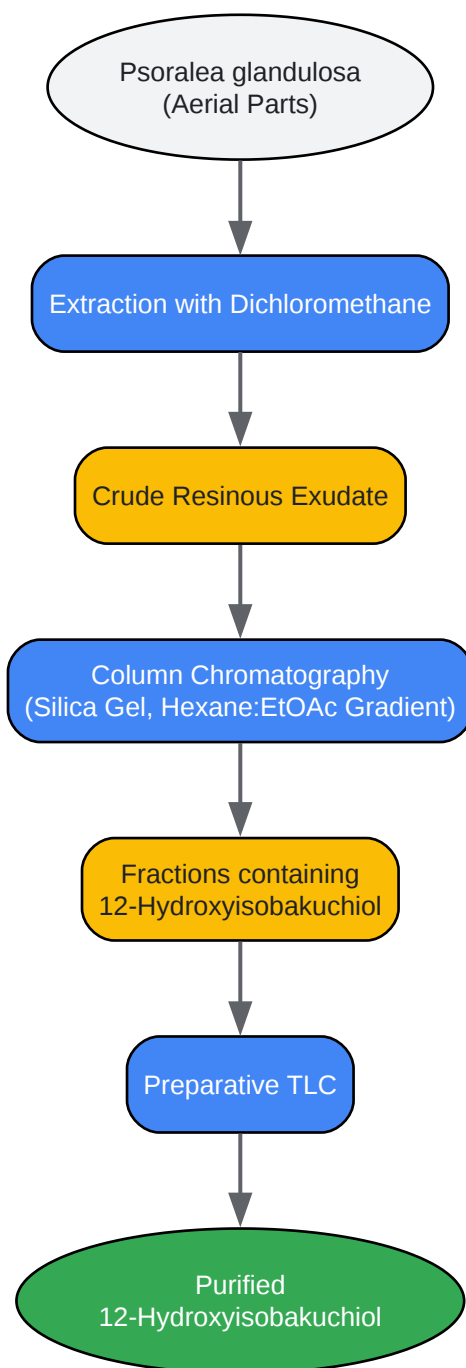 Psoralea glandulosa
(Aerial Parts)
Extraction with Dichloromethane
Crude Resinous Exudate
Column Chromatography
(Silica Gel, Hexane:EtOAc Gradient)
Fractions containing
12-Hydroxyisobakuchiol
Preparative TLC
Purified
12-Hydroxyisobakuchiol